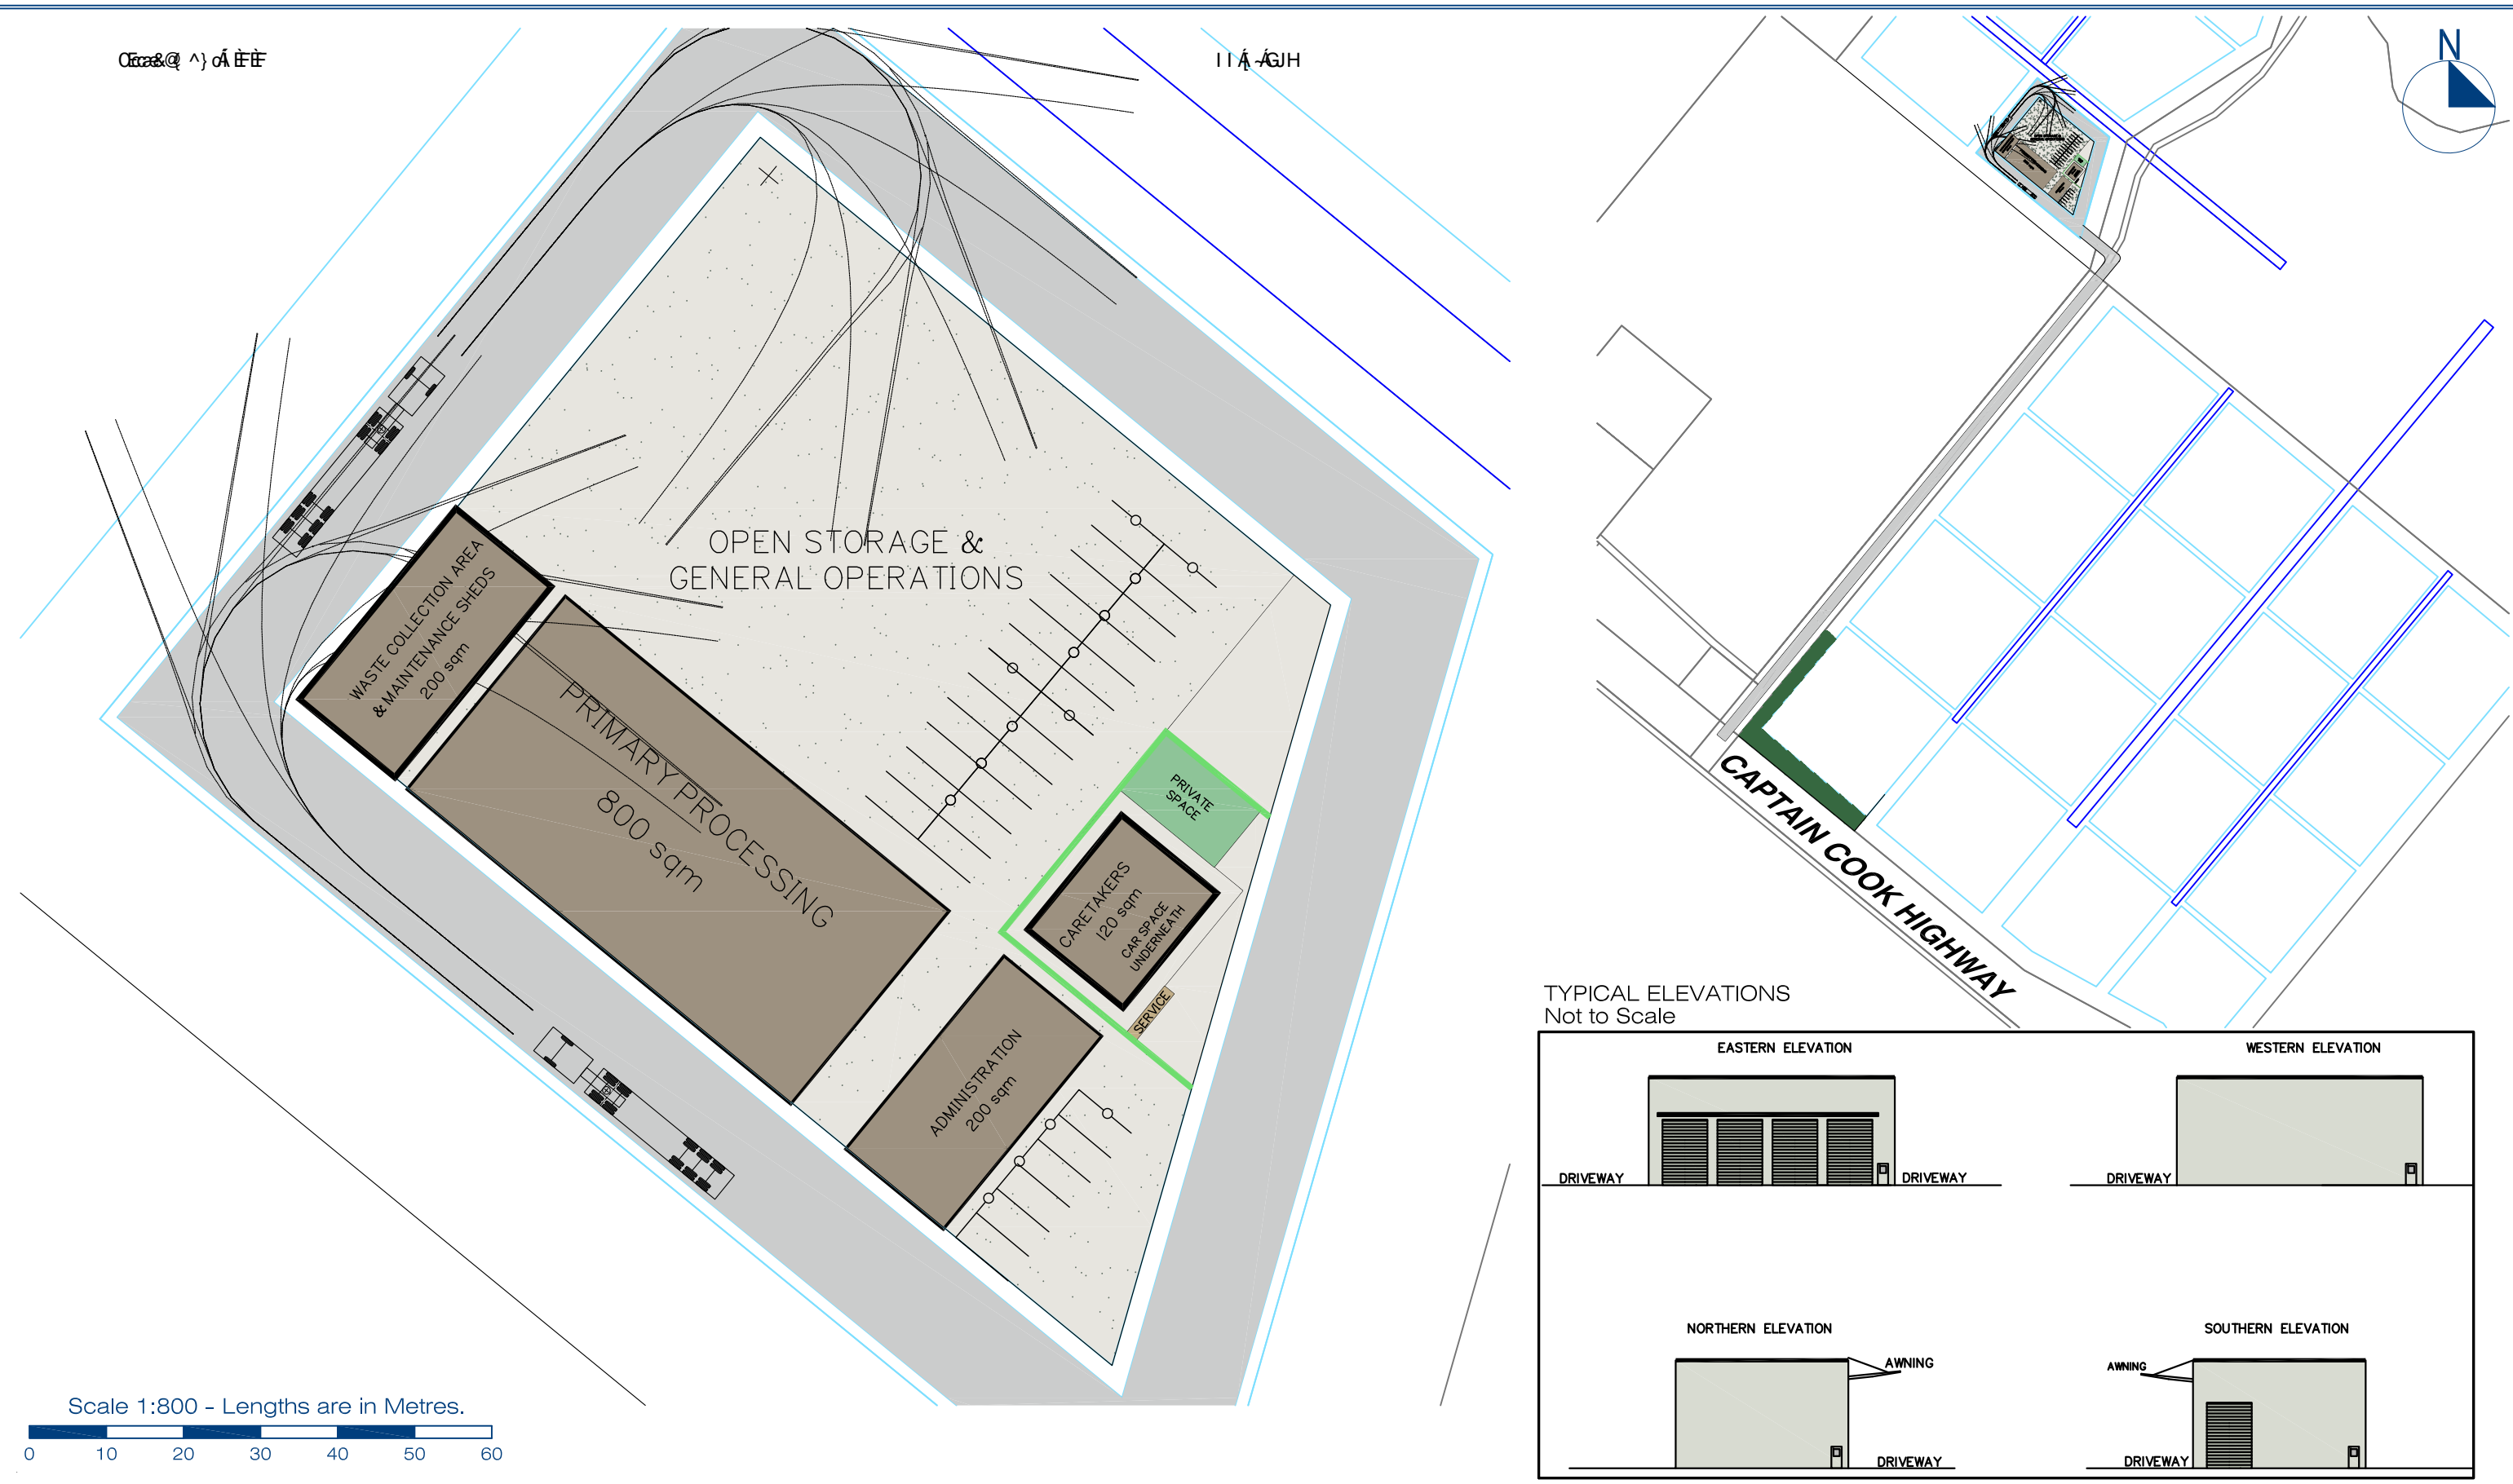 N
OPEN STORAGE &
GENERAL OPERATIONS
WASTE COLLECTION AREA
& MAINTENANCE SHEDS
200 sqm
PRIMARY PROCESSING
800 sqm
PRIVATE
SPACE
CARETAKERS
120 sqm
CAR SPACE
UNDERNEATH
SERVICE
ADMINISTRATION
200 sqm
CAPTAIN COOK HIGHWAY
TYPICAL ELEVATIONS
Not to Scale
EASTERN ELEVATION
DRIVEWAY
DRIVEWAY
WESTERN ELEVATION
DRIVEWAY
NORTHERN ELEVATION
AWNING
DRIVEWAY
SOUTHERN ELEVATION
AWNING
DRIVEWAY
Scale 1:800 - Lengths are in Metres.
0 10 20 30 40 50 60